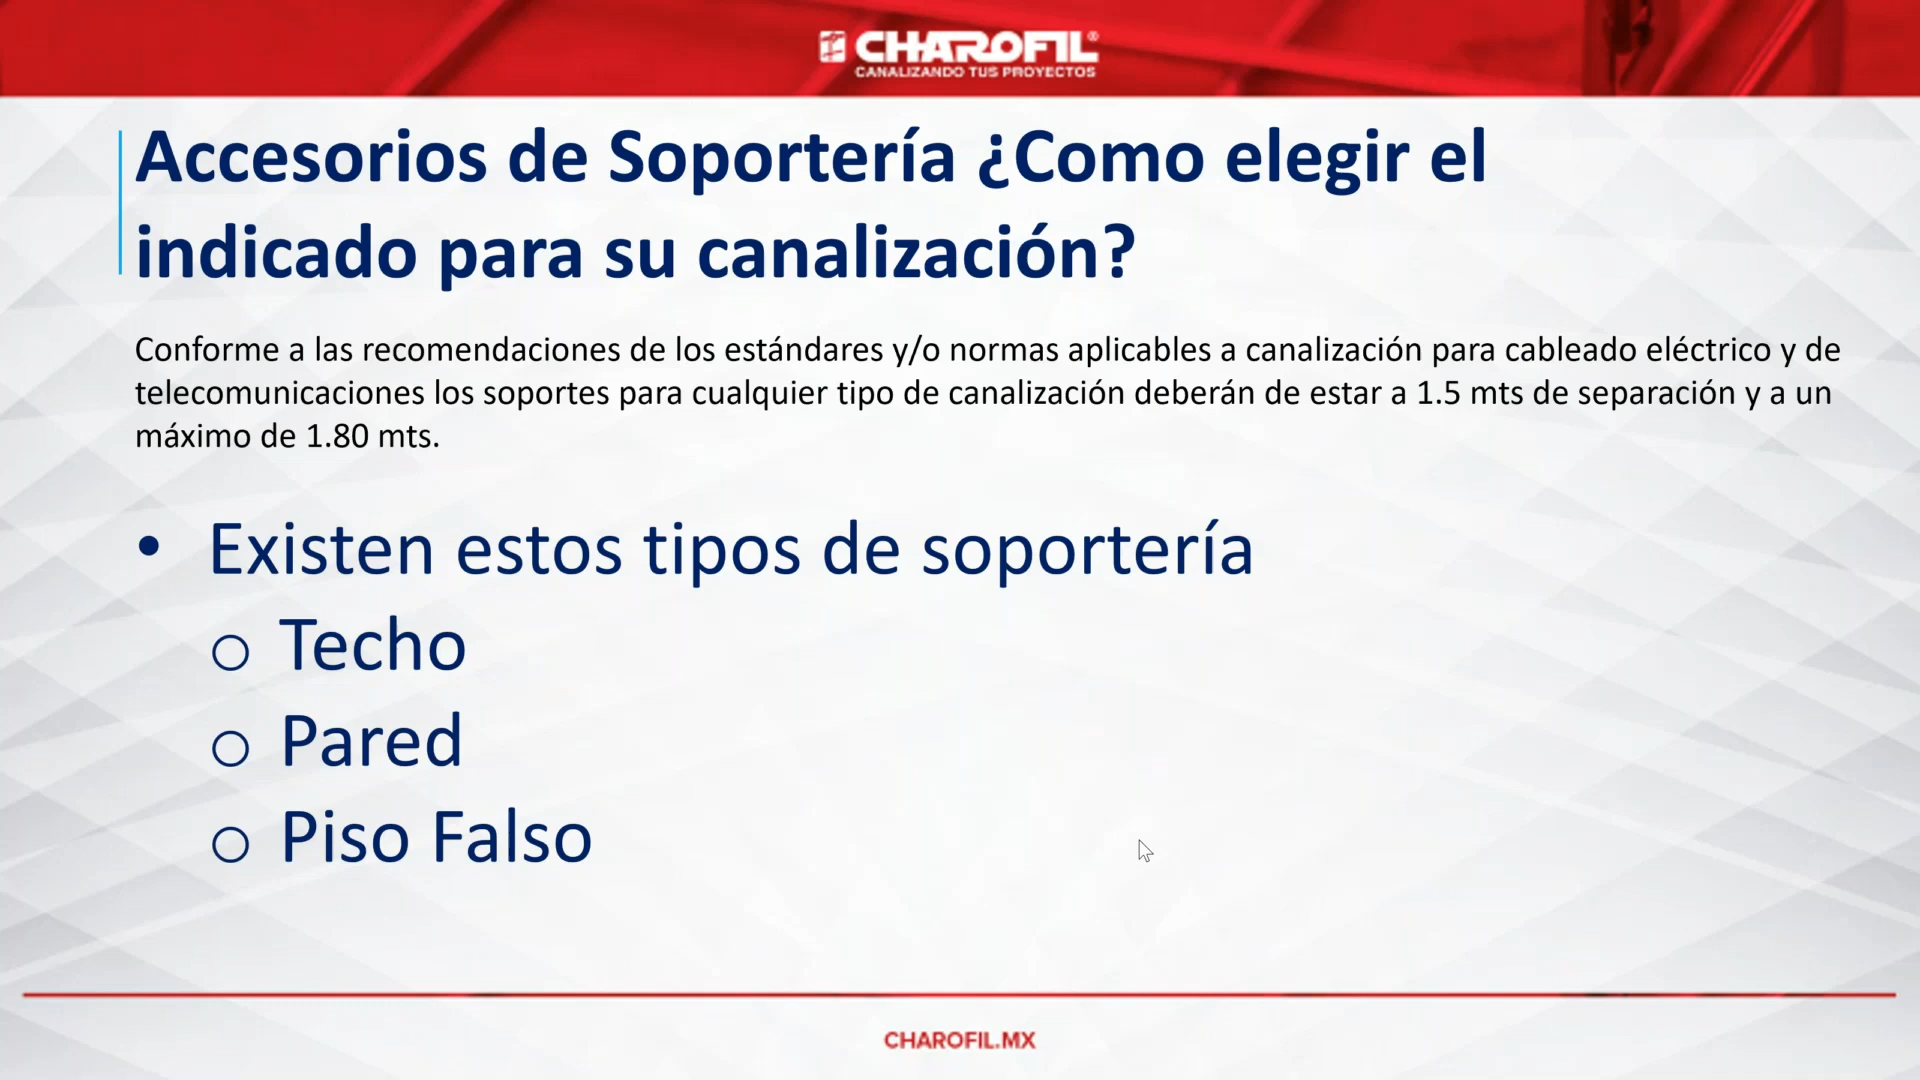 CHAROFIL®
CANALIZANDO TUS PROYECTOS
Accesorios de Soportería ¿Como elegir el
indicado para su canalización?
Conforme a las recomendaciones de los estándares y/o normas aplicables a canalización para cableado eléctrico y de
telecomunicaciones los soportes para cualquier tipo de canalización deberán de estar a 1.5 mts de separación y a un
máximo de 1.80 mts.
• Existen estos tipos de soportería
o Techo
o Pared
o Piso Falso
CHAROFIL.MX